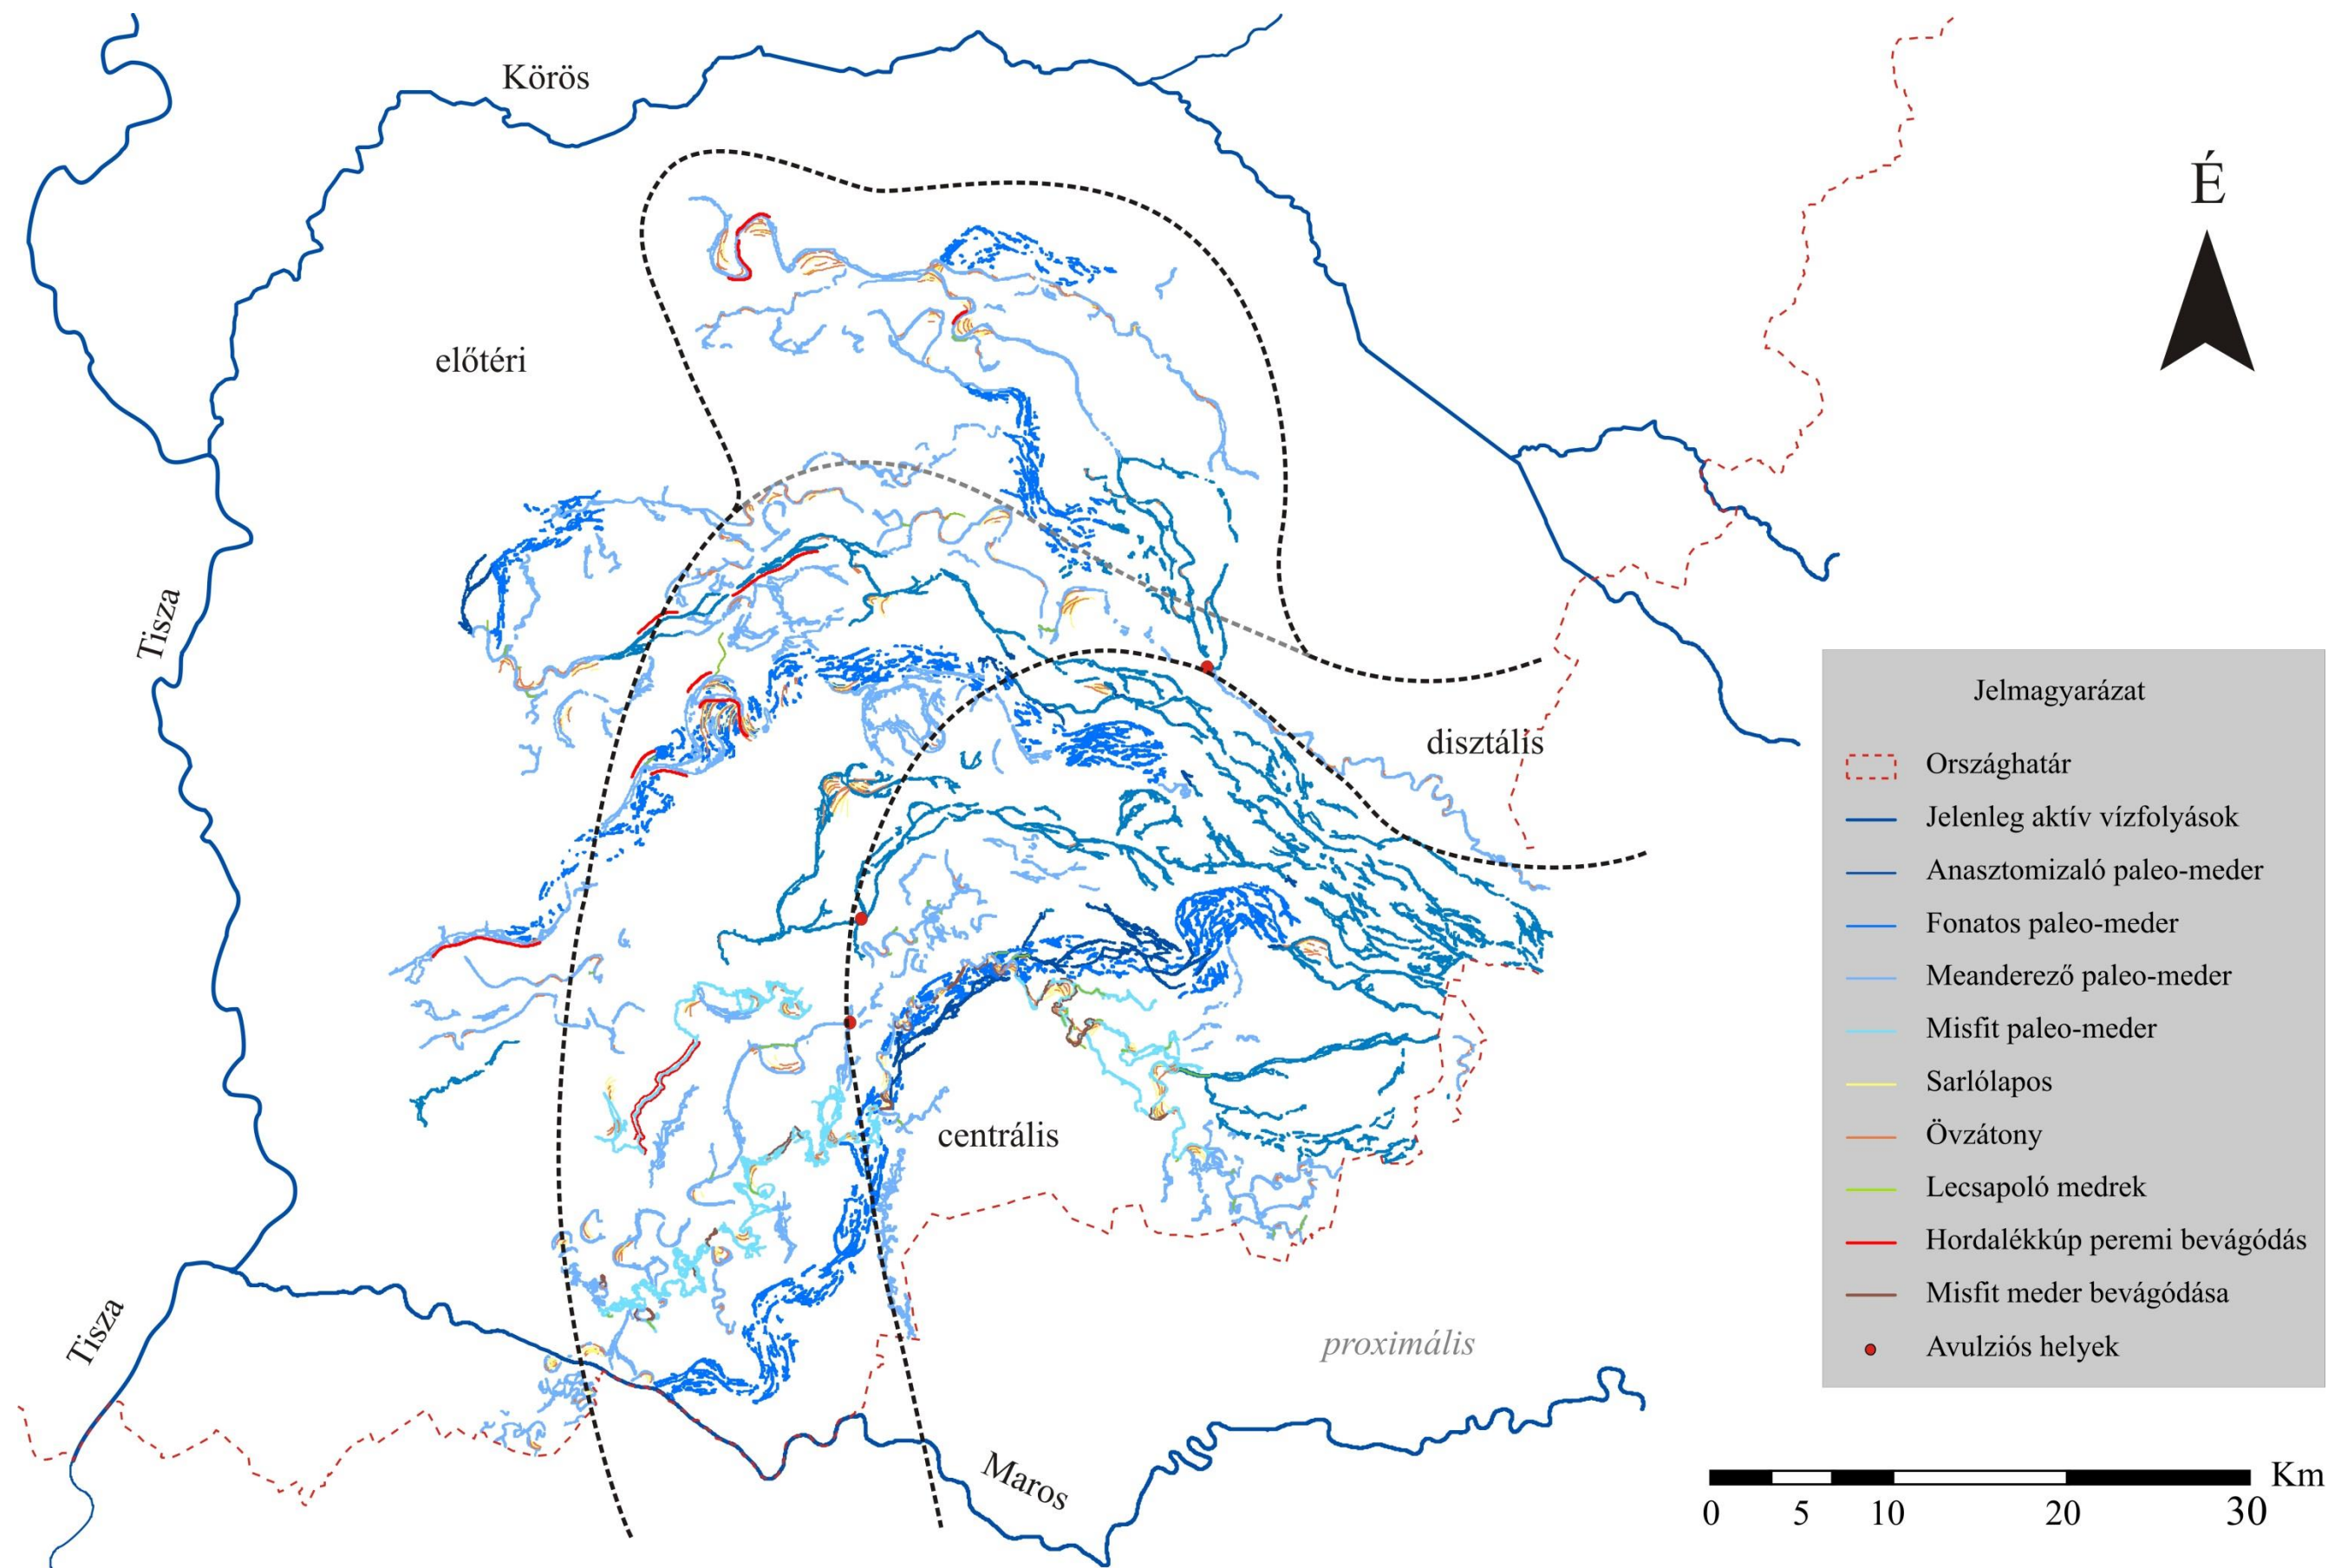 Körös
É
előtéri
Tisza
disztális
centrális
proximális
Tisza
Maros
Jelmagyarázat
Országhatár
Jelenleg aktív vízfolyások
Anasztomizaló paleo-meder
Fonatos paleo-meder
Meanderező paleo-meder
Misfit paleo-meder
Sarlólapos
Övzátony
Lecsapoló medrek
Hordalékkúp peremi bevágódás
Misfit meder bevágódása
Avulziós helyek
Km
0 5 10 20 30